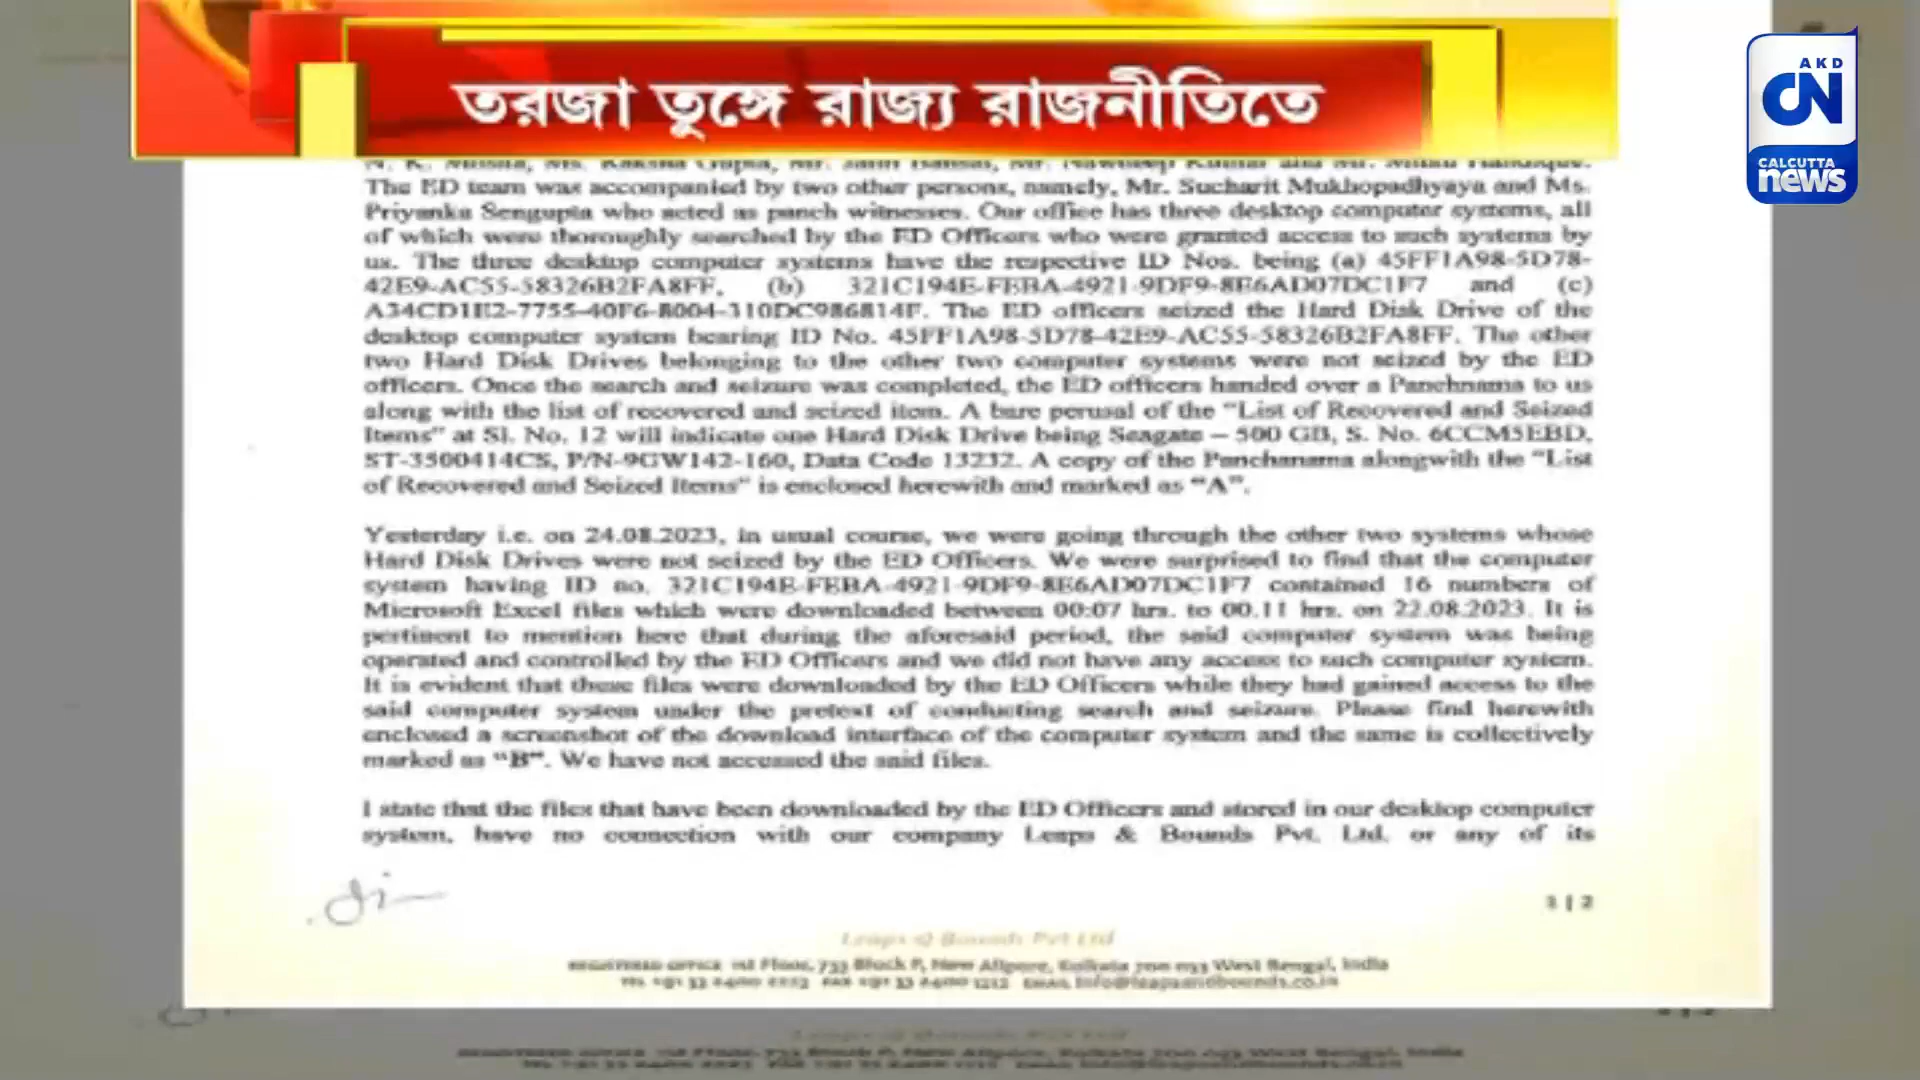 তরজা তুঙ্গে রাজ্য রাজনীতিতে
AKD
CN
CALCUTTA
news
The ED team was accompanied by two other persons, namely, Mr. Sucharit Mukhopadhyaya and Ms.
Priyanka Sengupta who acted as panch witnesses. Our office has three desktop computer systems, all
of which were thoroughly searched by the ED Officers who were granted access to such systems by
us. The three desktop computer systems have the respective ID Nos. being (a) 45FF1A98-5D78-
42E9-AC55-58326B2FA8FF, (b) 321C194E-FEBA-4921-9DF9-8E6AD07DC1F7 and (c)
A34CD1E2-7755-40F6-8004-310DC986814F. The ED officers seized the Hard Disk Drive of the
desktop computer system bearing ID No. 45FF1A98-5D78-42E9-AC55-58326B2FA8FF. The other
two Hard Disk Drives belonging to the other two computer systems were not seized by the ED
officers. Once the search and seizure was completed, the ED officers handed over a Panchnama to us
along with the list of recovered and seized item. A bare perusal of the “List of Recovered and Seized
Items” at Sl. No. 12 will indicate one Hard Disk Drive being Seagate – 500 GB, S. No. 6CCM5EBD,
ST-3500414CS, P/N-9GW142-160, Data Code 13232. A copy of the Panchanama alongwith the “List
of Recovered and Seized Items” is enclosed herewith and marked as “A”.
Yesterday i.e. on 24.08.2023, in usual course, we were going through the other two systems whose
Hard Disk Drives were not seized by the ED Officers. We were surprised to find that the computer
system having ID no. 321C194E-FEBA-4921-9DF9-8E6AD07DC1F7 contained 16 numbers of
Microsoft Excel files which were downloaded between 00:07 hrs. to 00.11 hrs. on 22.08.2023. It is
pertinent to mention here that during the aforesaid period, the said computer system was being
operated and controlled by the ED Officers and we did not have any access to such computer system.
It is evident that these files were downloaded by the ED Officers while they had gained access to the
said computer system under the pretext of conducting search and seizure. Please find herewith
enclosed a screenshot of the download interface of the computer system and the same is collectively
marked as “B”. We have not accessed the said files.
I state that the files that have been downloaded by the ED Officers and stored in our desktop computer
system, have no connection with our company Leaps & Bounds Pvt. Ltd. or any of its
1 | 2
Leaps & Bounds Pvt Ltd
REGISTERED OFFICE 1st Floor, 733 Block P, New Alipore, Kolkata 700 053 West Bengal, India